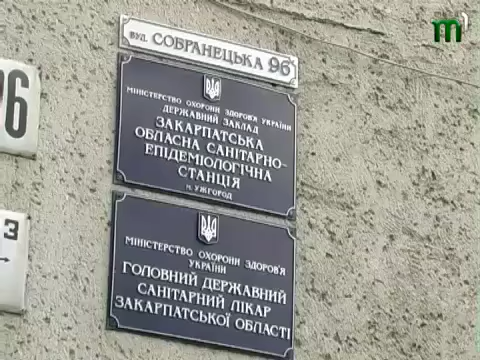 вул. СОБРАНЕЦЬКА 96
МІНІСТЕРСТВО ОХОРОНИ ЗДОРОВ'Я УКРАЇНИ
ДЕРЖАВНИЙ ЗАКЛАД
ЗАКАРПАТСЬКА
ОБЛАСНА САНІТАРНО-
ЕПІДЕМІОЛОГІЧНА
СТАНЦІЯ
м. УЖГОРОД
МІНІСТЕРСТВО ОХОРОНИ ЗДОРОВ'Я
УКРАЇНИ
ГОЛОВНИЙ ДЕРЖАВНИЙ
САНІТАРНИЙ ЛІКАР
ЗАКАРПАТСЬКОЇ ОБЛАСТІ
96
3
m